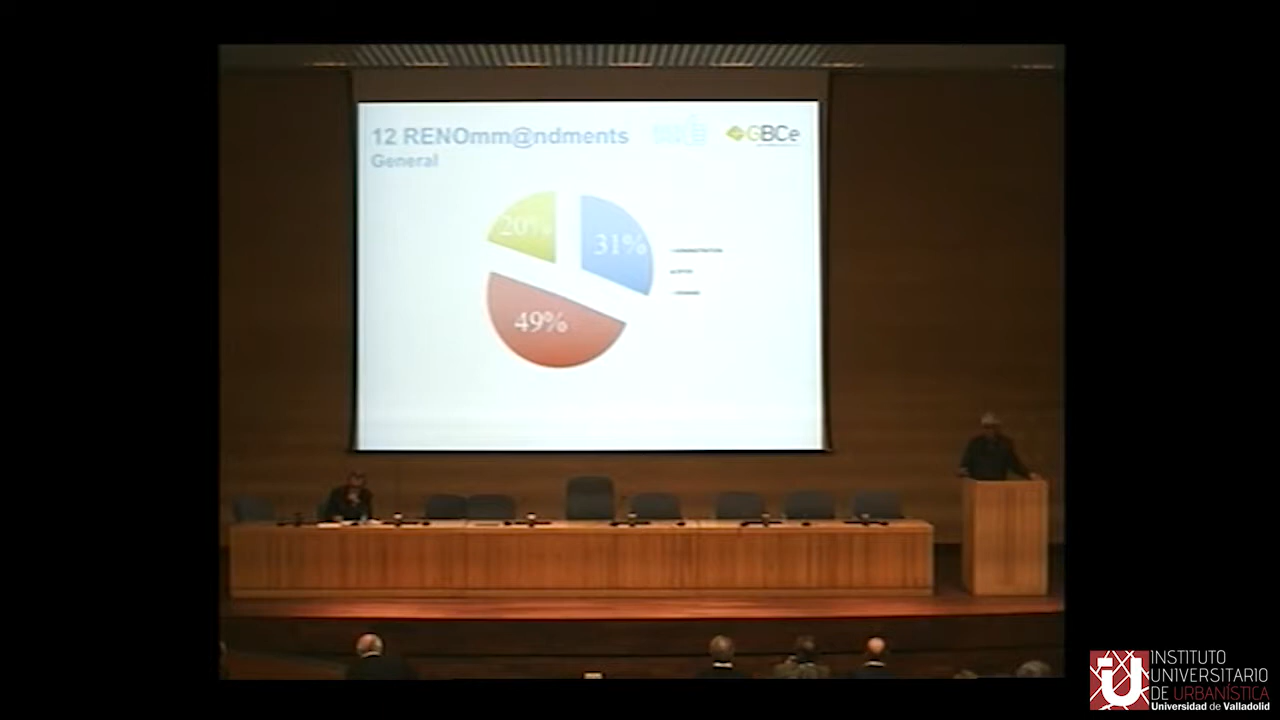 12 RENOmm@ndments
General
GBCe
20%
31%
49%
INSTITUTO
UNIVERSITARIO
DE URBANÍSTICA
Universidad de Valladolid